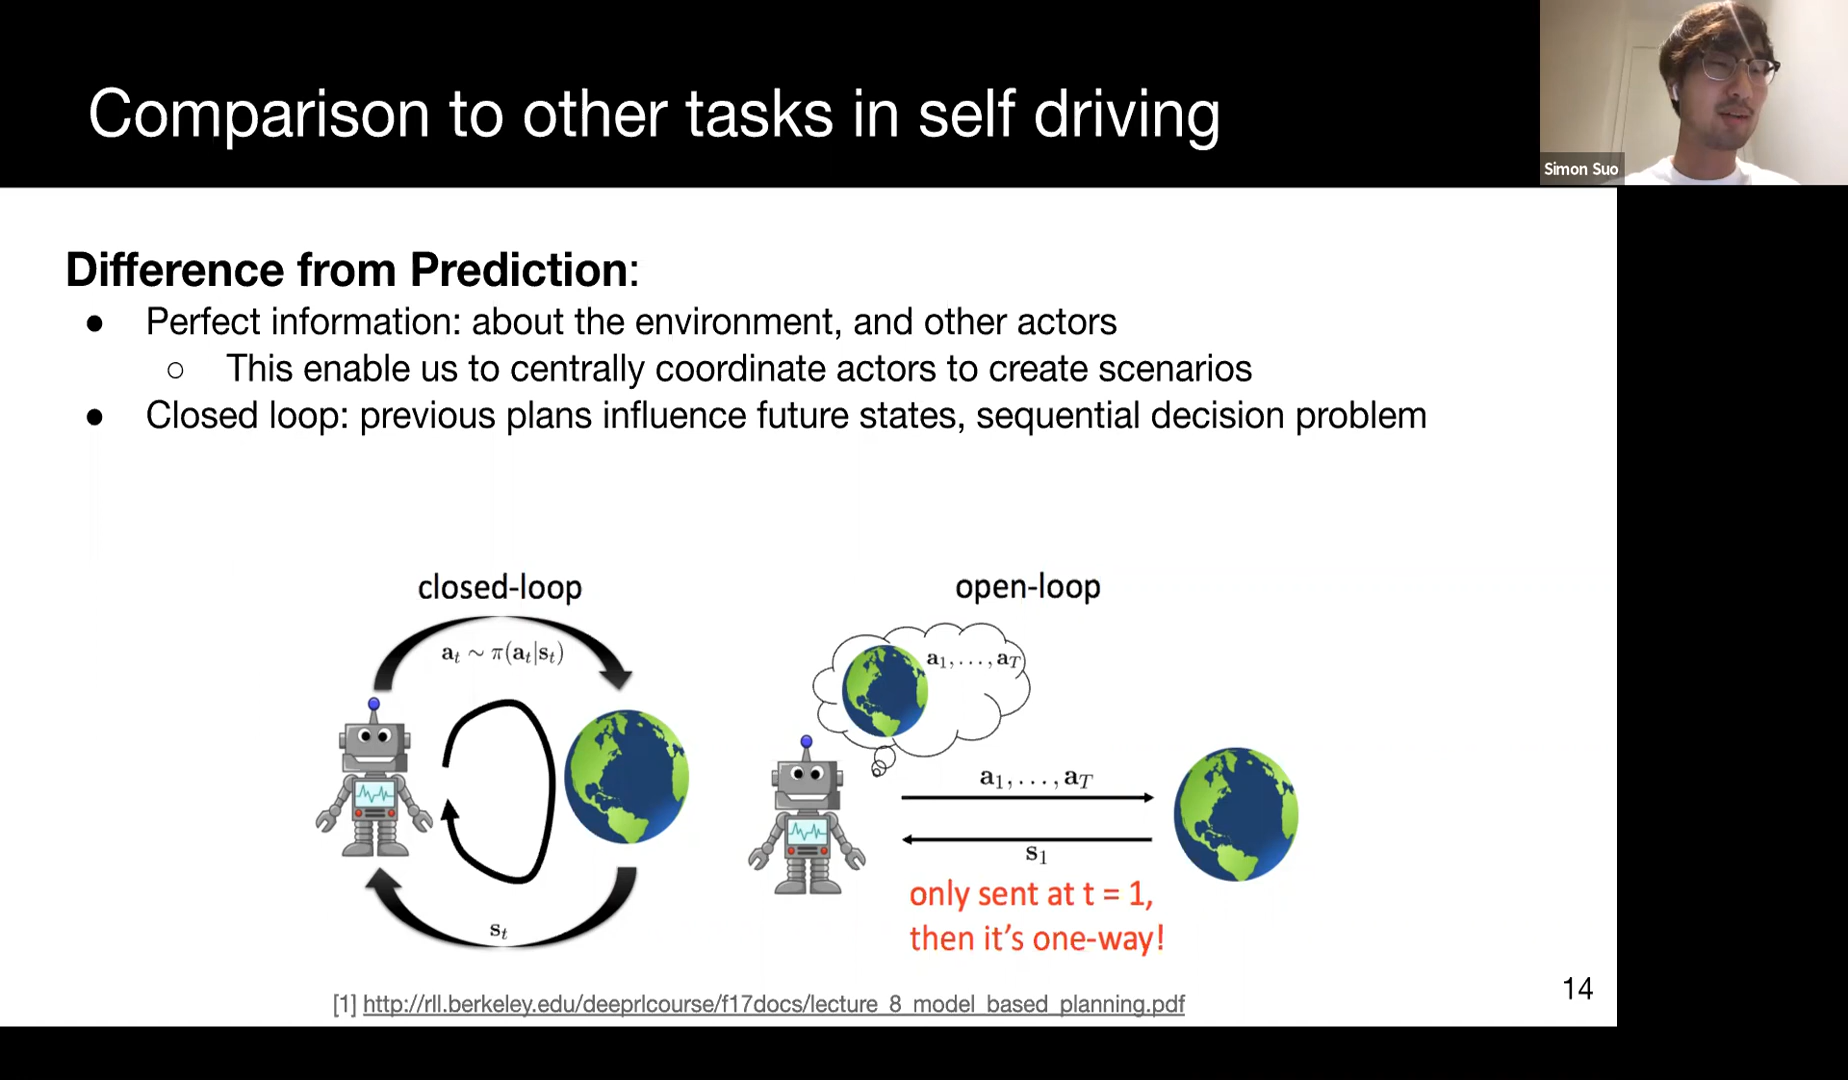 Comparison to other tasks in self driving
Simon Suo
Difference from Prediction:
● Perfect information: about the environment, and other actors
○ This enable us to centrally coordinate actors to create scenarios
● Closed loop: previous plans influence future states, sequential decision problem
closed-loop
a_t ∼ π(a_t|s_t)
s_t
open-loop
a_1, . . . , a_T
a_1, . . . , a_T
s_1
only sent at t = 1,
then it's one-way!
[1] http://rll.berkeley.edu/deeprlcourse/f17docs/lecture_8_model_based_planning.pdf
14